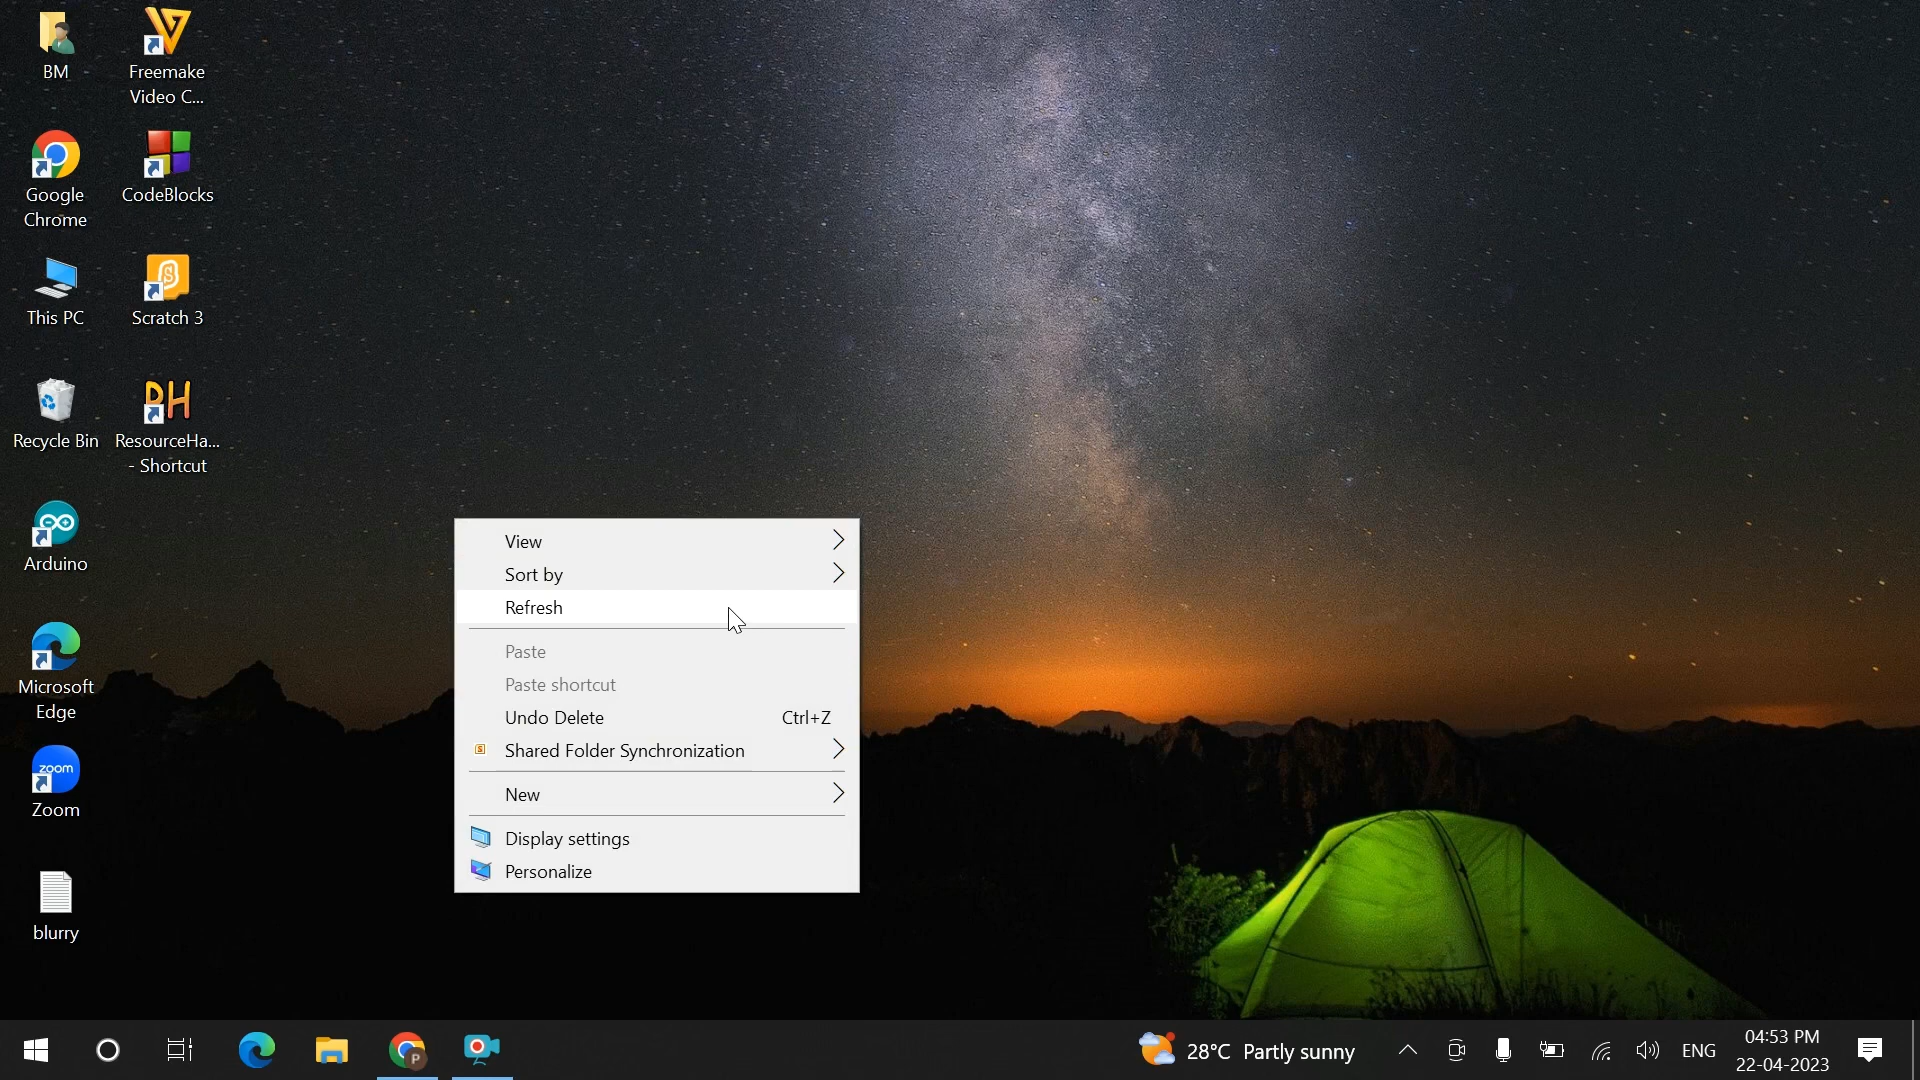 BM
Freemake
Video C...
Google
Chrome
CodeBlocks
This PC
Scratch 3
Recycle Bin
ResourceHa...
- Shortcut
Arduino
Microsoft
Edge
zoom
Zoom
blurry
View
Sort by
Refresh
Paste
Paste shortcut
Undo Delete Ctrl+Z
Shared Folder Synchronization
New
Display settings
Personalize
P
28°C Partly sunny
ENG
04:53 PM
22-04-2023